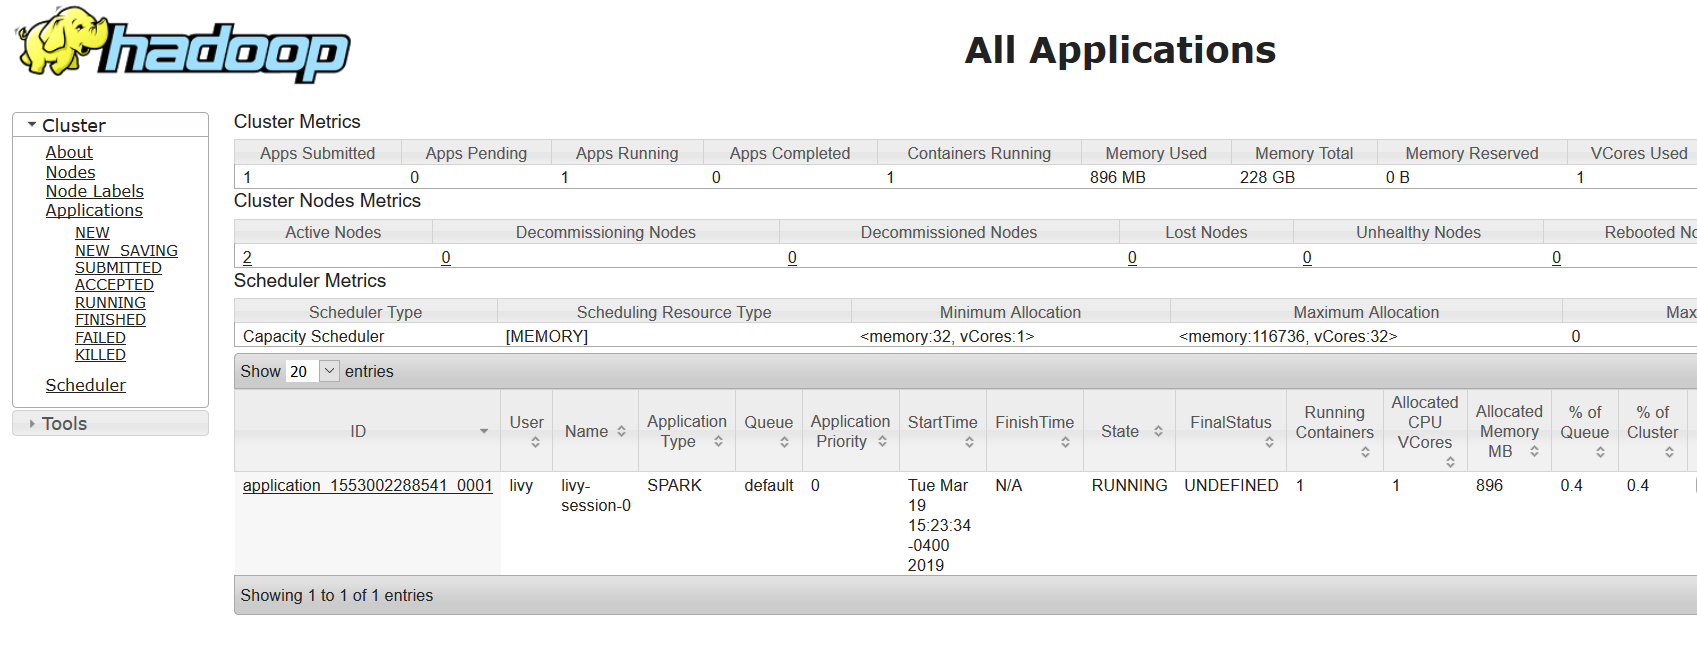 hadoop
All Applications
Cluster
About
Nodes
Node Labels
Applications
NEW
NEW_SAVING
SUBMITTED
ACCEPTED
RUNNING
FINISHED
FAILED
KILLED
Scheduler
Tools
Cluster Metrics
Apps Submitted Apps Pending Apps Running Apps Completed Containers Running Memory Used Memory Total Memory Reserved VCores Used
1 0 1 0 1 896 MB 228 GB 0 B 1
Cluster Nodes Metrics
Active Nodes Decommissioning Nodes Decommissioned Nodes Lost Nodes Unhealthy Nodes Rebooted
2 0 0 0 0 0
Scheduler Metrics
Scheduler Type Scheduling Resource Type Minimum Allocation Maximum Allocation
Capacity Scheduler [MEMORY] <memory:32, vCores:1> <memory:116736, vCores:32> 0
Show 20 entries
ID User Name Application Type Queue Application Priority StartTime FinishTime State FinalStatus Running Containers Allocated CPU VCores Allocated Memory MB % of Queue % of Cluster
application_1553002288541_0001 livy livy-session-0 SPARK default 0 Tue Mar 19 15:23:34 -0400 2019 N/A RUNNING UNDEFINED 1 1 896 0.4 0.4
Showing 1 to 1 of 1 entries